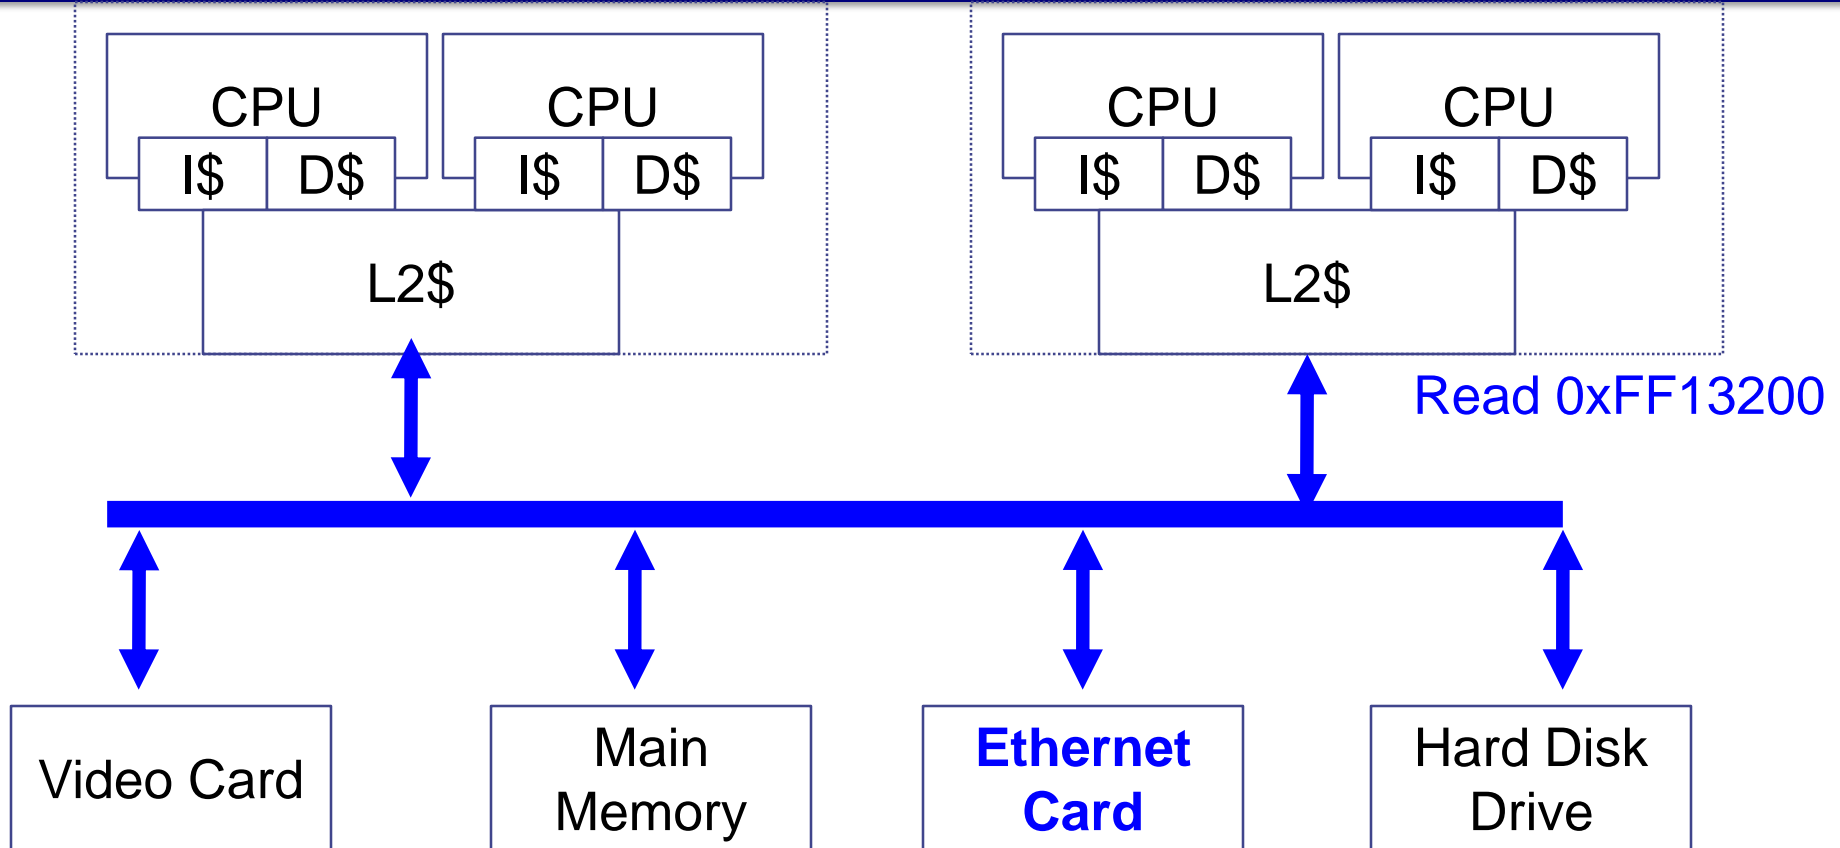 CPU
CPU
CPU
CPU
I$
D$
I$
D$
I$
D$
I$
D$
L2$
L2$
Read 0xFF13200
Video Card
Main
Memory
Ethernet
Card
Hard Disk
Drive